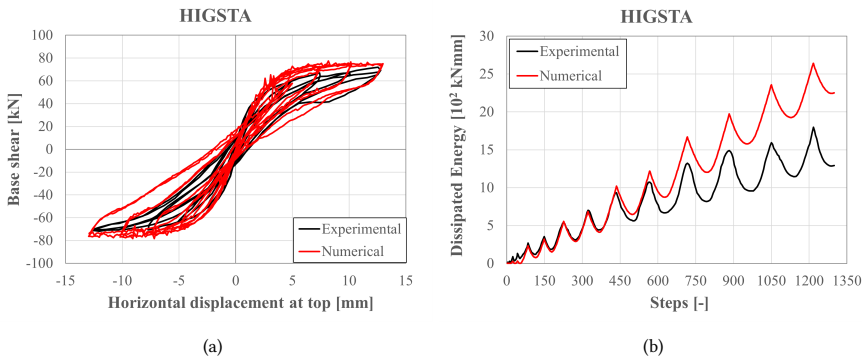 HIGSTA
Base shear [kN]
100
80
60
40
20
0
-20
-40
-60
-80
-100
-15
-10
-5
0
5
10
15
Horizontal displacement at top [mm]
Experimental
Numerical
(a)
HIGSTA
Dissipated Energy [10² kNmm]
30
25
20
15
10
5
0
0
150
300
450
600
750
900
1050
1200
1350
Steps [-]
Experimental
Numerical
(b)